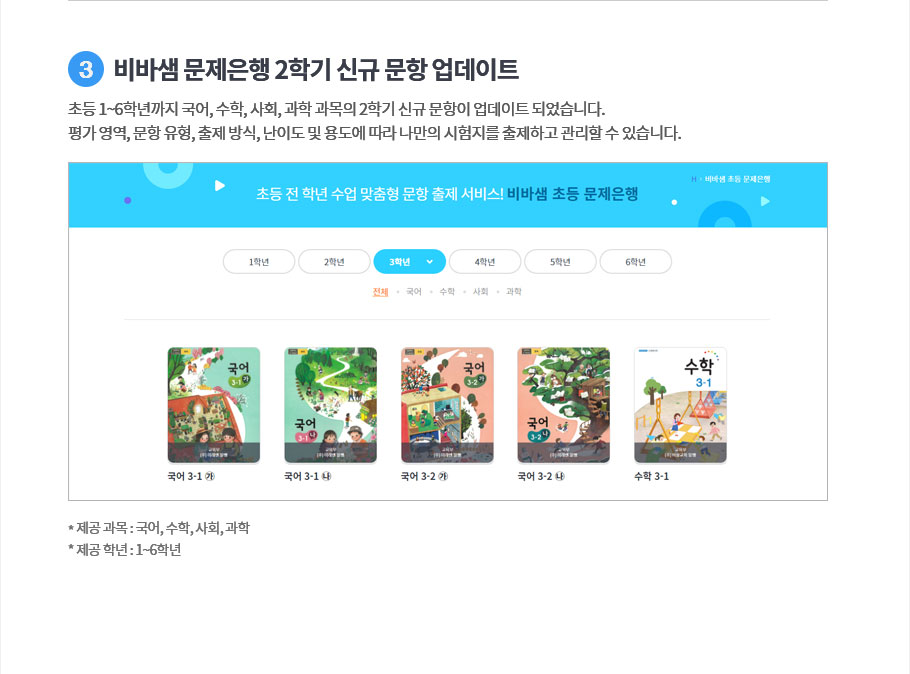 3 비바샘 문제은행 2학기 신규 문항 업데이트
초등 1~6학년까지 국어, 수학, 사회, 과학 과목의 2학기 신규 문항이 업데이트 되었습니다.
평가 영역, 문항 유형, 출제 방식, 난이도 및 용도에 따라 나만의 시험지를 출제하고 관리할 수 있습니다.
H · 비바샘 초등 문제은행
초등 전 학년 수업 맞춤형 문항 출제 서비스! 비바샘 초등 문제은행
1학년 2학년 3학년 4학년 5학년 6학년
전체 • 국어 • 수학 • 사회 • 과학
국어 3-1 가
국어 3-1 나
국어 3-2 가
국어 3-2 나
수학 3-1
국어 3-1 ㉮ 국어 3-1 ㉯ 국어 3-2 ㉮ 국어 3-2 ㉯ 수학 3-1
* 제공 과목 : 국어, 수학, 사회, 과학
* 제공 학년 : 1~6학년